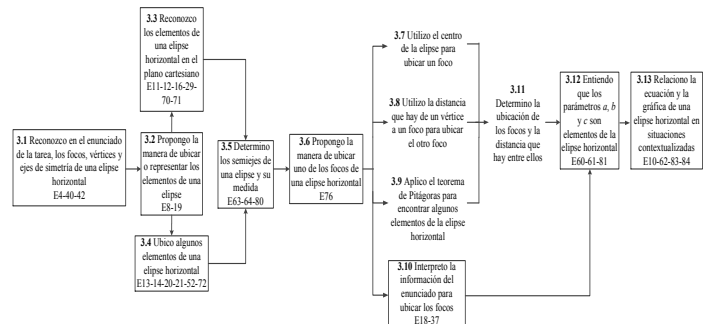 3.1 Reconozco en el enunciado
de la tarea, los focos, vértices y
ejes de simetría de una elipse
horizontal
E4-40-42
3.2 Propongo la
manera de ubicar
o representar los
elementos de una
elipse
E8-19
3.3 Reconozco
los elementos de
una elipse
horizontal en el
plano cartesiano
E11-12-16-29-
70-71
3.4 Ubico algunos
elementos de una
elipse horizontal
E13-14-20-21-52-72
3.5 Determino
los semiejes de
una elipse y su
medida
E63-64-80
3.6 Propongo la
manera de ubicar
uno de los focos de
una elipse horizontal
E76
3.7 Utilizo el centro
de la elipse para
ubicar un foco
3.8 Utilizo la distancia
que hay de un vértice
a un foco para ubicar
el otro foco
3.9 Aplico el teorema
de Pitágoras para
encontrar algunos
elementos de la elipse
horizontal
3.10 Interpreto la
información del
enunciado para
ubicar los focos
E18-37
3.11
Determino la
ubicación de
los focos y la
distancia que
hay entre ellos
3.12 Entiendo
que los
parámetros a, b
y c son
elementos de la
elipse horizontal
E60-61-81
3.13 Relaciono la
ecuación y la
gráfica de una
elipse horizontal en
situaciones
contextualizadas
E10-62-83-84